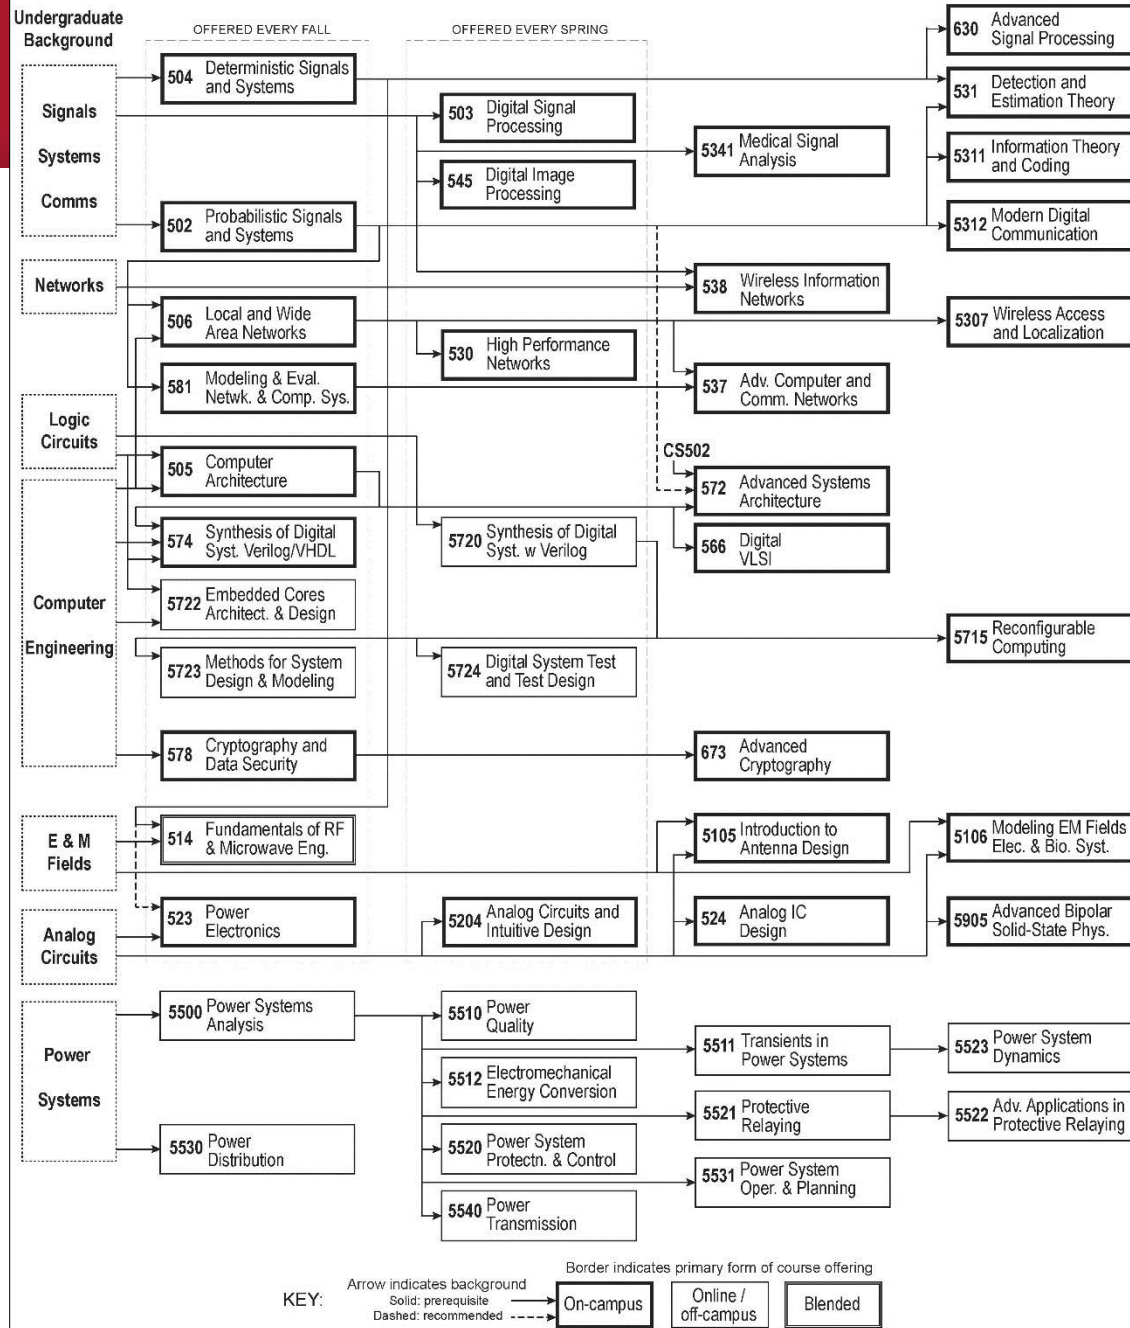 Undergraduate
Background
OFFERED EVERY FALL
OFFERED EVERY SPRING
Signals
Systems
Comms
Networks
Logic
Circuits
Computer
Engineering
E & M
Fields
Analog
Circuits
Power
Systems
504 Deterministic Signals
and Systems
502 Probabilistic Signals
and Systems
506 Local and Wide
Area Networks
581 Modeling & Eval.
Netwk. & Comp. Sys.
505 Computer
Architecture
574 Synthesis of Digital
Syst. Verilog/VHDL
5722 Embedded Cores
Architect. & Design
5723 Methods for System
Design & Modeling
578 Cryptography and
Data Security
514 Fundamentals of RF
& Microwave Eng.
523 Power
Electronics
5500 Power Systems
Analysis
5530 Power
Distribution
503 Digital Signal
Processing
545 Digital Image
Processing
530 High Performance
Networks
5720 Synthesis of Digital
Syst. w Verilog
5724 Digital System Test
and Test Design
5204 Analog Circuits and
Intuitive Design
5510 Power
Quality
5512 Electromechanical
Energy Conversion
5520 Power System
Protectn. & Control
5540 Power
Transmission
5341 Medical Signal
Analysis
538 Wireless Information
Networks
537 Adv. Computer and
Comm. Networks
CS502
572 Advanced Systems
Architecture
566 Digital
VLSI
673 Advanced
Cryptography
5105 Introduction to
Antenna Design
524 Analog IC
Design
5511 Transients in
Power Systems
5521 Protective
Relaying
5531 Power System
Oper. & Planning
630 Advanced
Signal Processing
531 Detection and
Estimation Theory
5311 Information Theory
and Coding
5312 Modern Digital
Communication
5307 Wireless Access
and Localization
5715 Reconfigurable
Computing
5106 Modeling EM Fields
Elec. & Bio. Syst.
5905 Advanced Bipolar
Solid-State Phys.
5523 Power System
Dynamics
5522 Adv. Applications in
Protective Relaying
KEY:
Arrow indicates background
Solid: prerequisite
Dashed: recommended
Border indicates primary form of course offering
On-campus
Online /
off-campus
Blended